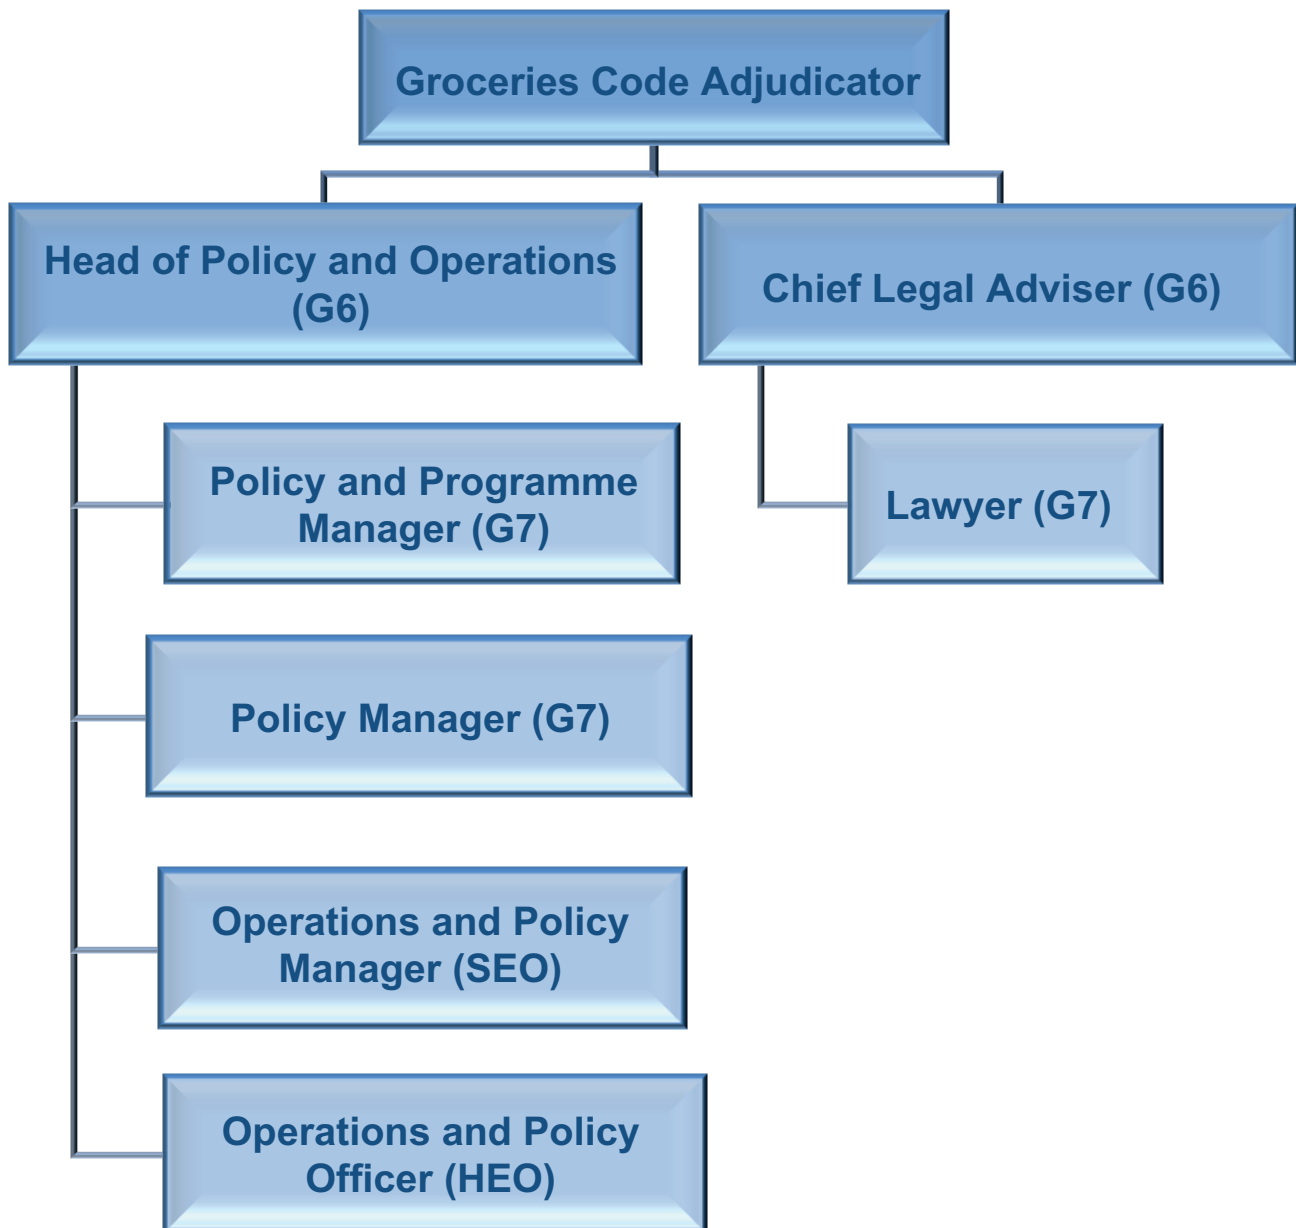 Groceries Code Adjudicator
Head of Policy and Operations
(G6)
Chief Legal Adviser (G6)
Policy and Programme
Manager (G7)
Lawyer (G7)
Policy Manager (G7)
Operations and Policy
Manager (SEO)
Operations and Policy
Officer (HEO)